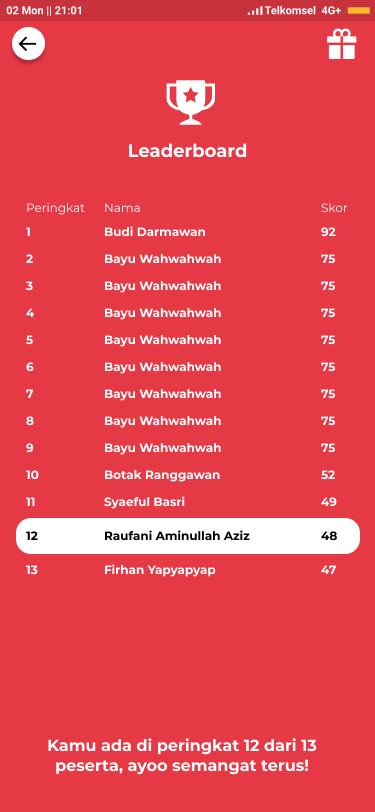 02 Mon || 21:01 Telkomsel 4G+
Leaderboard
Peringkat Nama Skor
1 Budi Darmawan 92
2 Bayu Wahwahwah 75
3 Bayu Wahwahwah 75
4 Bayu Wahwahwah 75
5 Bayu Wahwahwah 75
6 Bayu Wahwahwah 75
7 Bayu Wahwahwah 75
8 Bayu Wahwahwah 75
9 Bayu Wahwahwah 75
10 Botak Ranggawan 52
11 Syaeful Basri 49
12 Raufani Aminullah Aziz 48
13 Firhan Yapyapyap 47
Kamu ada di peringkat 12 dari 13
peserta, ayoo semangat terus!